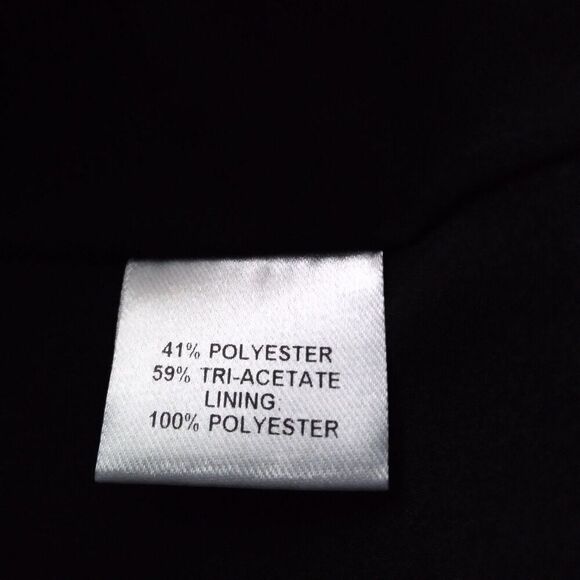 41% POLYESTER
59% TRI-ACETATE
LINING:
100% POLYESTER